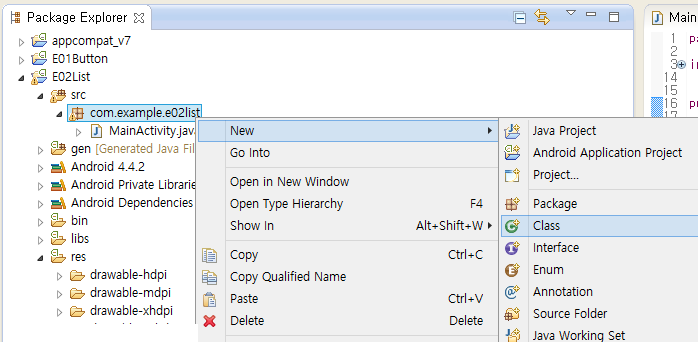 Package Explorer
appcompat_v7
E01Button
E02List
src
com.example.e02list
MainActivity.java
gen [Generated Java Fil
Android 4.4.2
Android Private Libraries
Android Dependencies
bin
libs
res
drawable-hdpi
drawable-mdpi
drawable-xhdpi
New
Go Into
Open in New Window
Open Type Hierarchy F4
Show In Alt+Shift+W
Copy Ctrl+C
Copy Qualified Name
Paste Ctrl+V
Delete Delete
Java Project
Android Application Project
Project...
Package
Class
Interface
Enum
Annotation
Source Folder
Java Working Set
Main
1 pa
2
3 in
14
15
16 pu
17